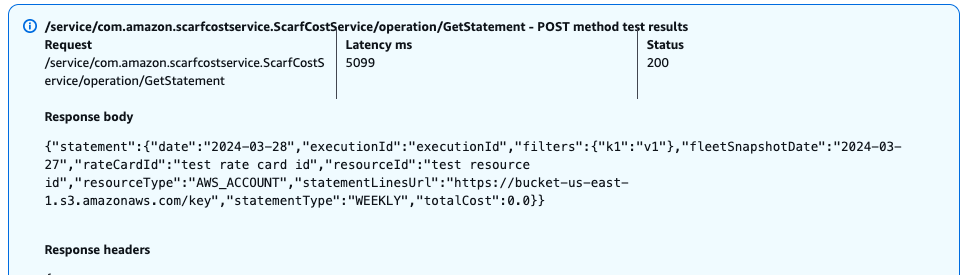 /service/com.amazon.scarfcostservice.ScarfCostService/operation/GetStatement - POST method test results
Request
/service/com.amazon.scarfcostservice.ScarfCostS
ervice/operation/GetStatement
Latency ms
5099
Status
200
Response body
{"statement":{"date":"2024-03-28","executionId":"executionId","filters":{"k1":"v1"},"fleetSnapshotDate":"2024-03-
27","rateCardId":"test rate card id","resourceId":"test resource
id","resourceType":"AWS_ACCOUNT","statementLinesUrl":"https://bucket-us-east-
1.s3.amazonaws.com/key","statementType":"WEEKLY","totalCost":0.0}}
Response headers